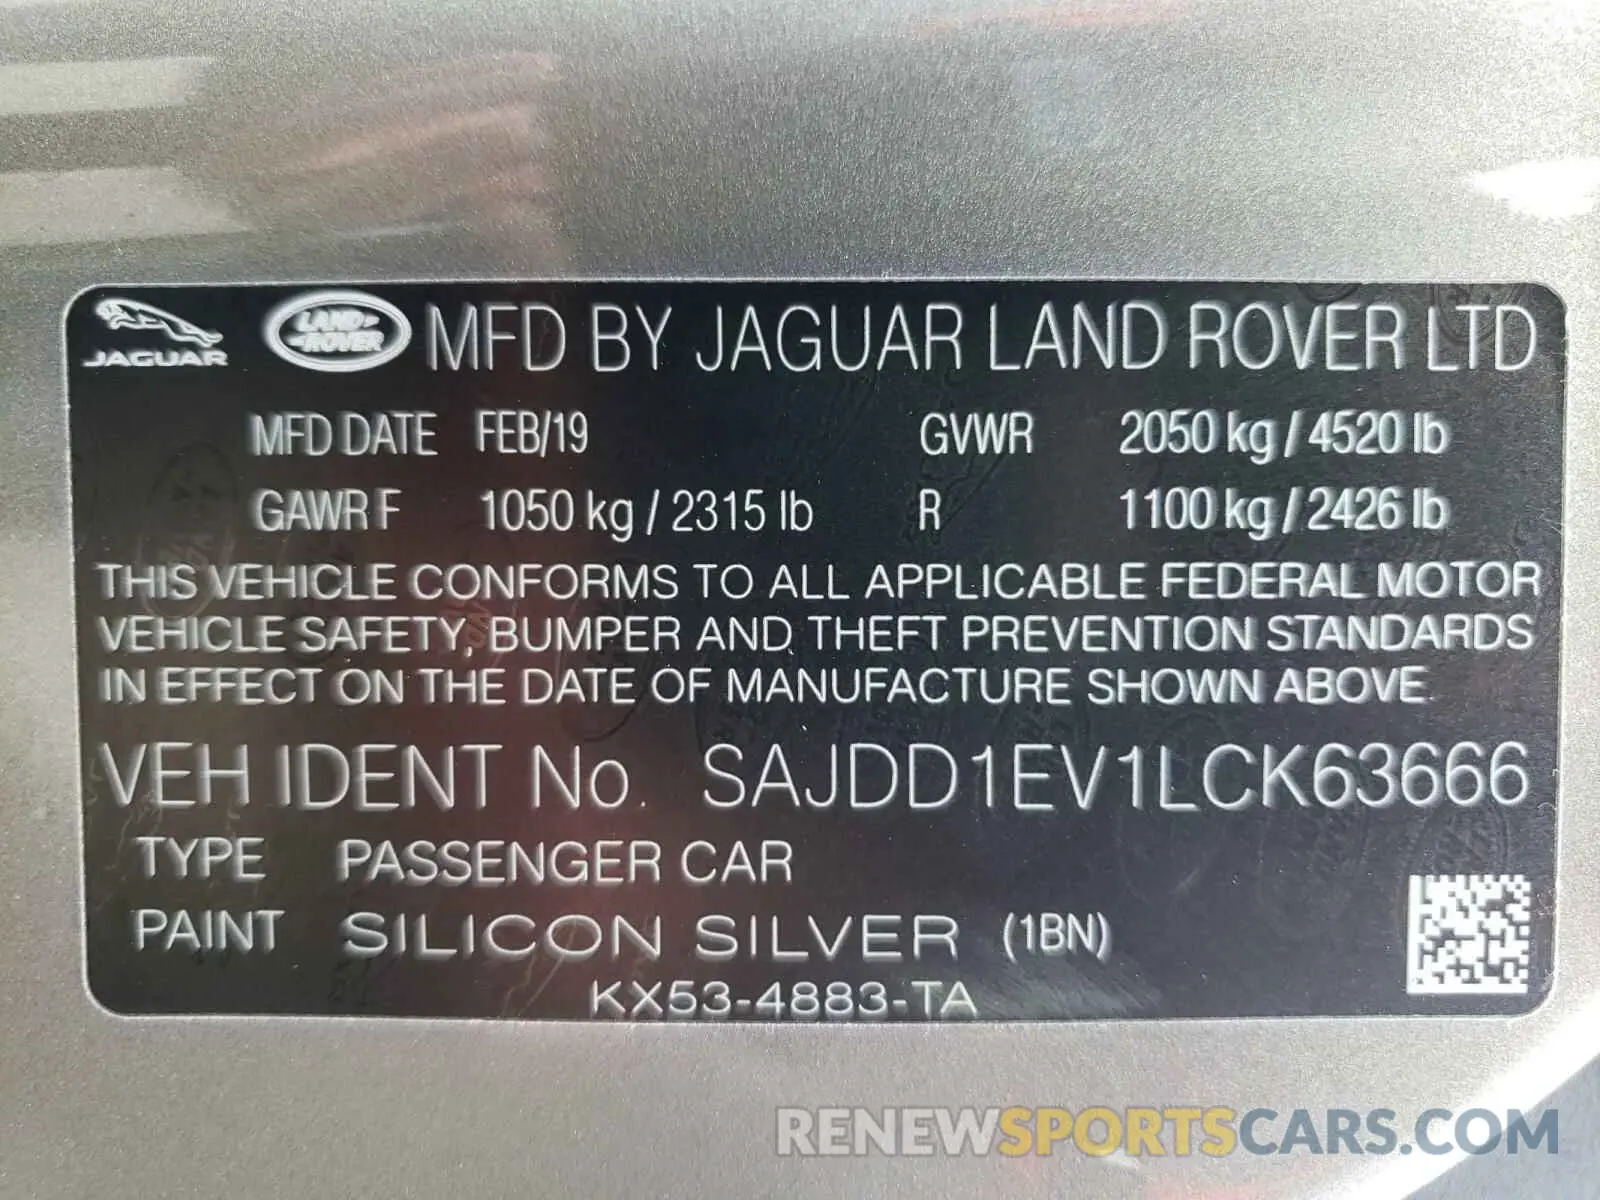 JAGUAR LAND ROVER MFD BY JAGUAR LAND ROVER LTD
MFD DATE FEB/19 GVWR 2050 kg / 4520 lb
GAWR F 1050 kg / 2315 lb R 1100 kg / 2426 lb
THIS VEHICLE CONFORMS TO ALL APPLICABLE FEDERAL MOTOR
VEHICLE SAFETY, BUMPER AND THEFT PREVENTION STANDARDS
IN EFFECT ON THE DATE OF MANUFACTURE SHOWN ABOVE.
VEH IDENT No. SAJDD1EV1LCK63666
TYPE PASSENGER CAR
PAINT SILICON SILVER (1BN)
KX53-4883-TA
RENEWSPORTSCARS.COM